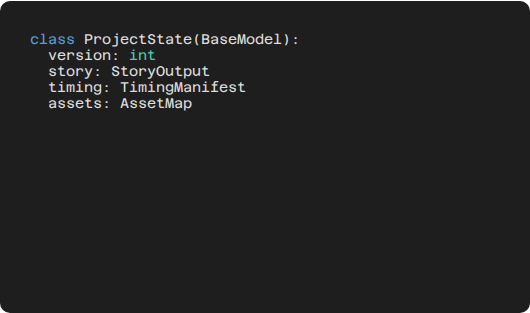 class ProjectState(BaseModel):
  version: int
  story: StoryOutput
  timing: TimingManifest
  assets: AssetMap